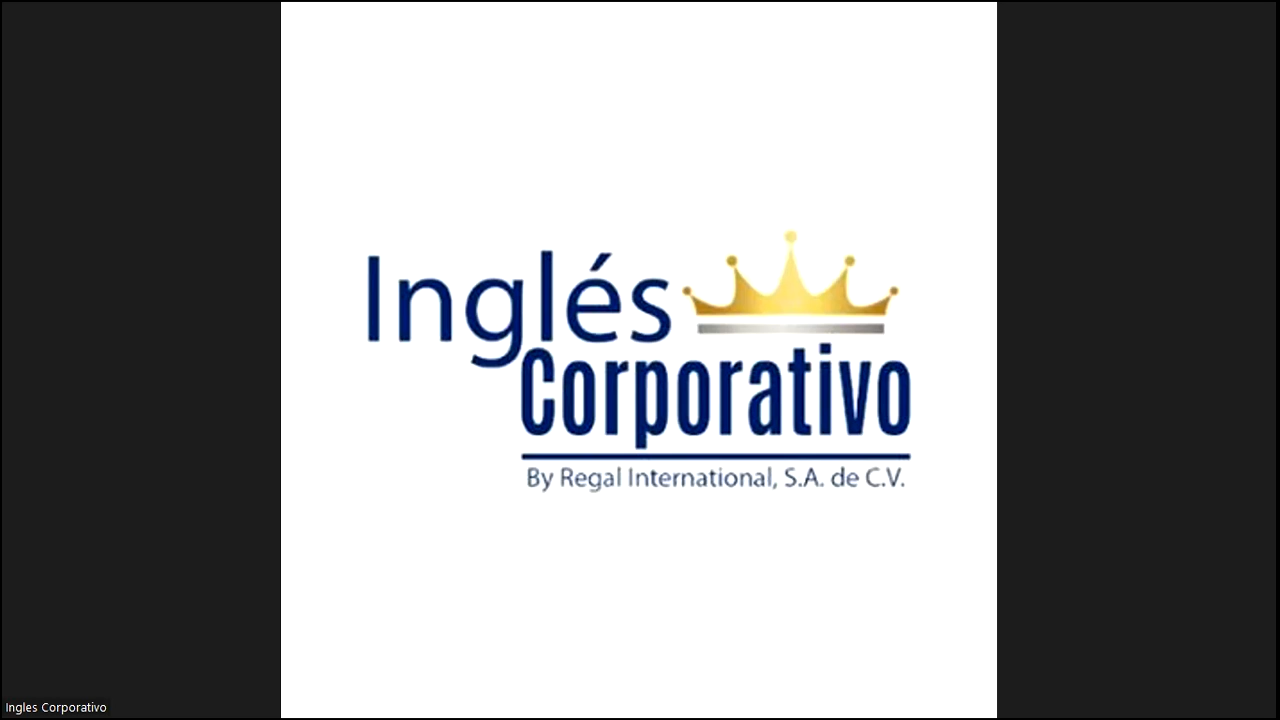 Inglés
Corporativo
By Regal International, S.A. de C.V.
Ingles Corporativo